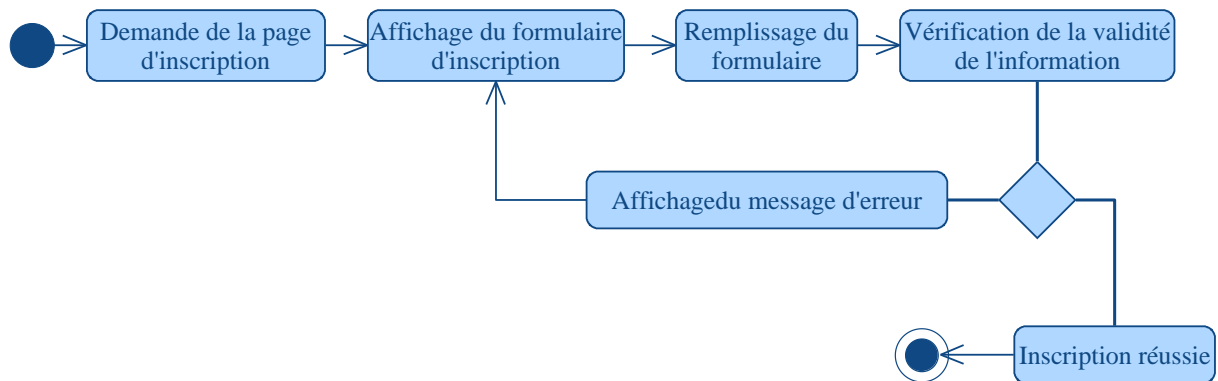 Demande de la page
d'inscription
Affichage du formulaire
d'inscription
Remplissage du
formulaire
Vérification de la validité
de l'information
Affichagedu message d'erreur
Inscription réussie